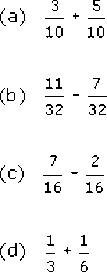 (a) 3/10 + 5/10
(b) 11/32 - 7/32
(c) 7/16 - 2/16
(d) 1/3 + 1/6